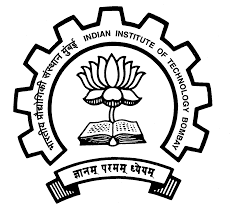 भारतीय प्रौद्योगिकी संस्थान मुंबई
INDIAN INSTITUTE OF TECHNOLOGY BOMBAY
ज्ञानम् परमम् ध्येयम्